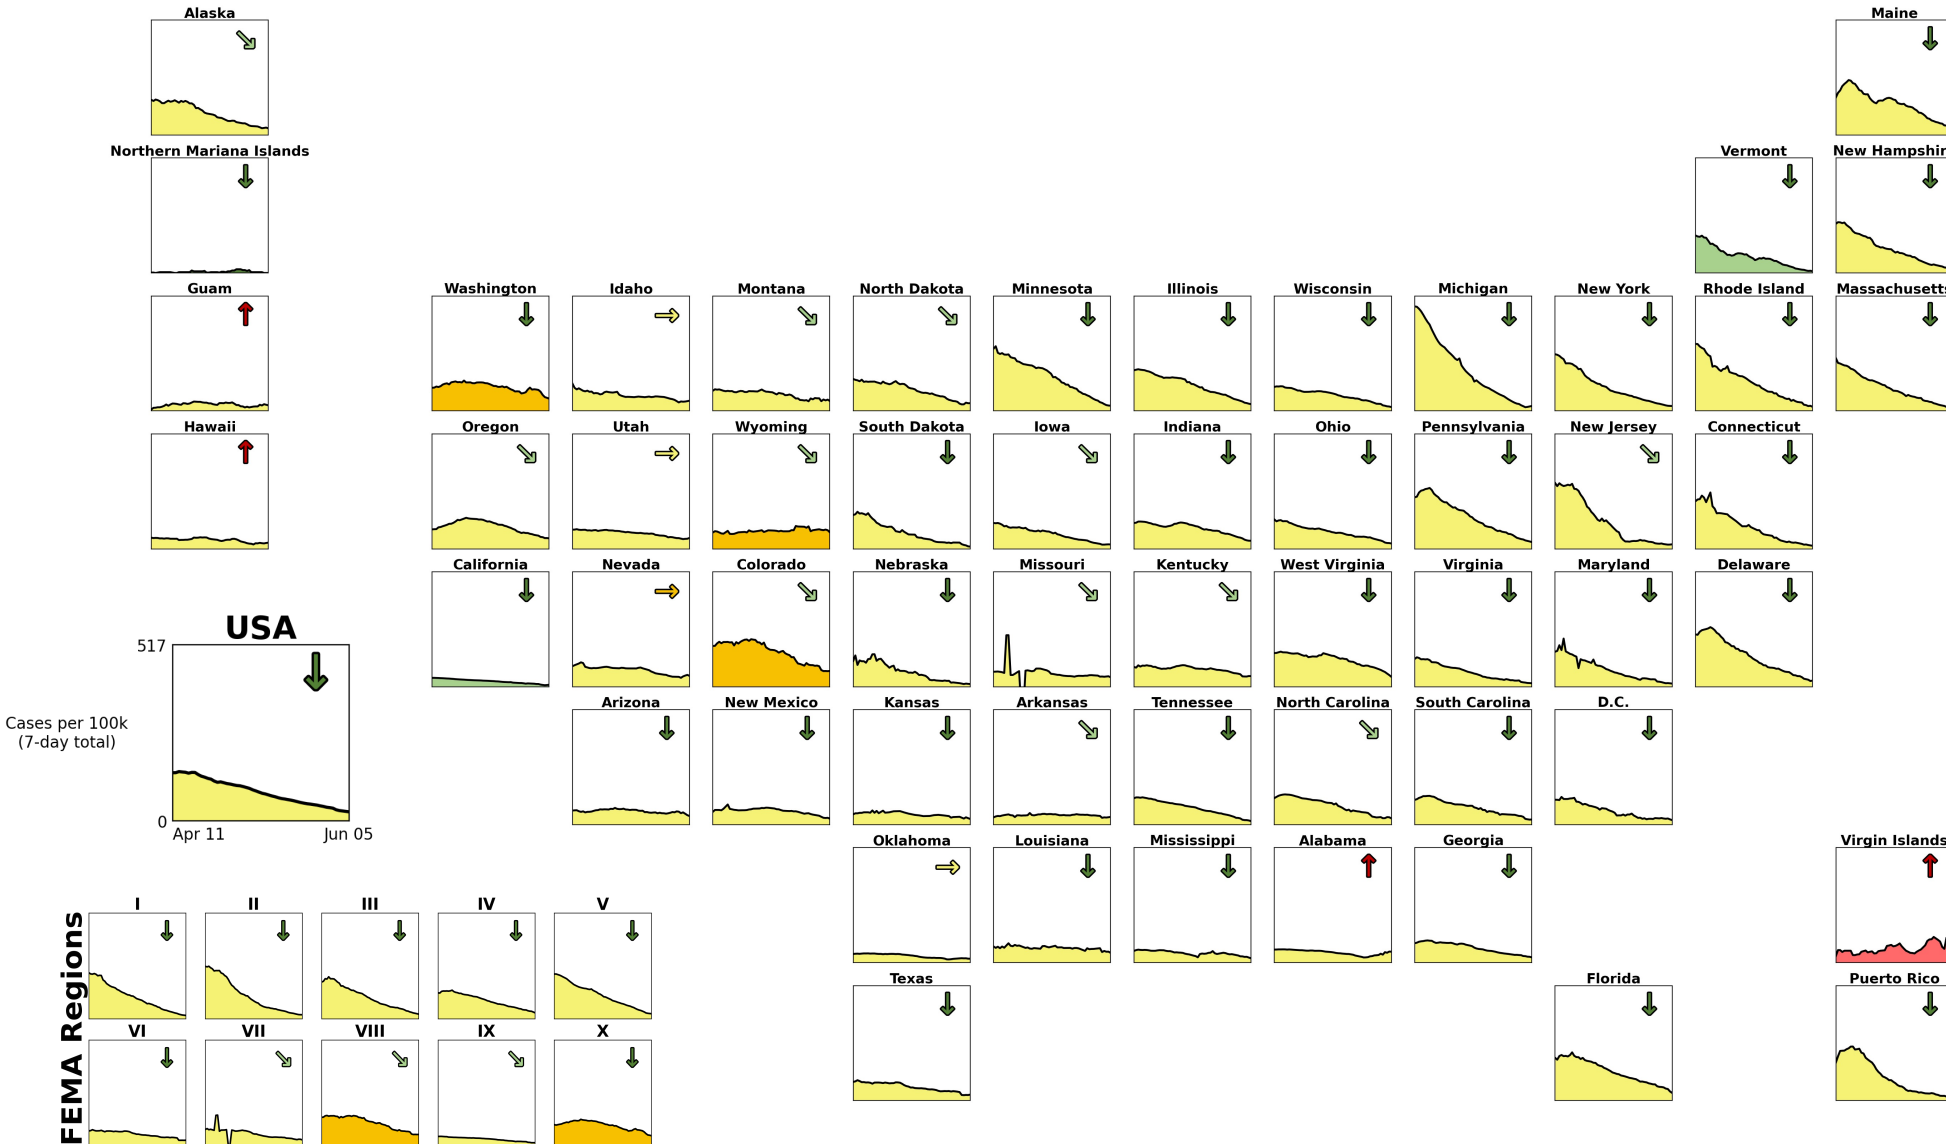 Alaska
Maine
Northern Mariana Islands
Vermont
New Hampshir
Guam
Washington
Idaho
Montana
North Dakota
Minnesota
Illinois
Wisconsin
Michigan
New York
Rhode Island
Massachusetts
Hawaii
Oregon
Utah
Wyoming
South Dakota
Iowa
Indiana
Ohio
Pennsylvania
New Jersey
Connecticut
California
Nevada
Colorado
Nebraska
Missouri
Kentucky
West Virginia
Virginia
Maryland
Delaware
USA
517
Cases per 100k
(7-day total)
0
Apr 11
Jun 05
Arizona
New Mexico
Kansas
Arkansas
Tennessee
North Carolina
South Carolina
D.C.
Oklahoma
Louisiana
Mississippi
Alabama
Georgia
Virgin Islands
Texas
Florida
Puerto Rico
FEMA Regions
I
II
III
IV
V
VI
VII
VIII
IX
X